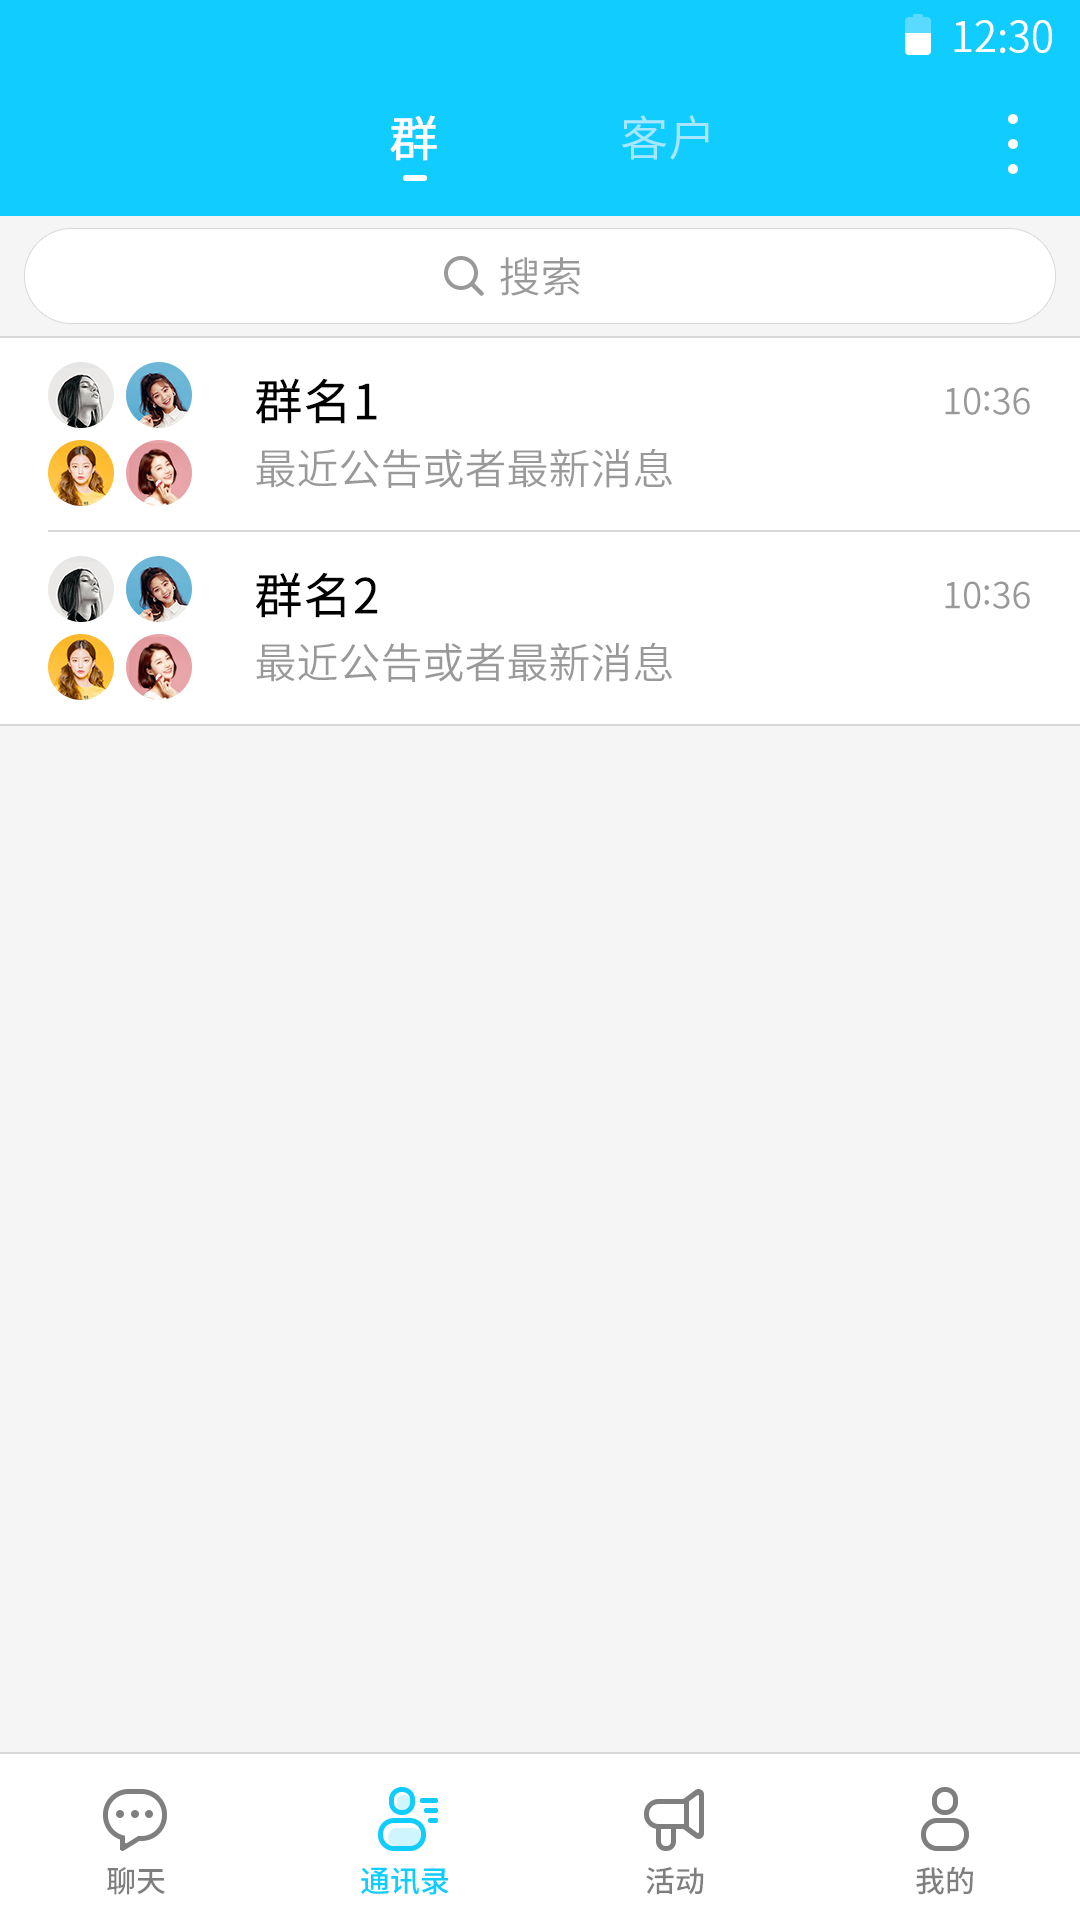 12:30
群 客户
搜索
群名1 10:36
最近公告或者最新消息
群名2 10:36
最近公告或者最新消息
聊天 通讯录 活动 我的